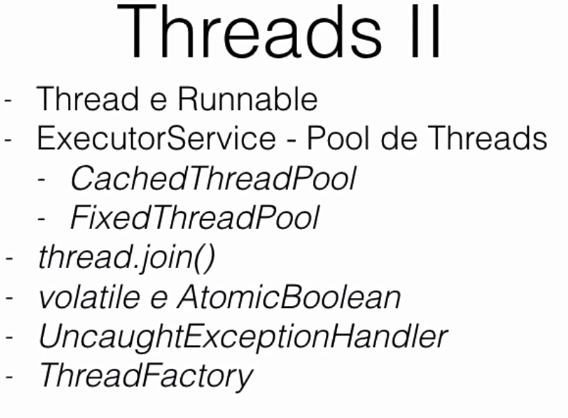 Threads II
- Thread e Runnable
- ExecutorService - Pool de Threads
- CachedThreadPool
- FixedThreadPool
- thread.join()
- volatile e AtomicBoolean
- UncaughtExceptionHandler
- ThreadFactory